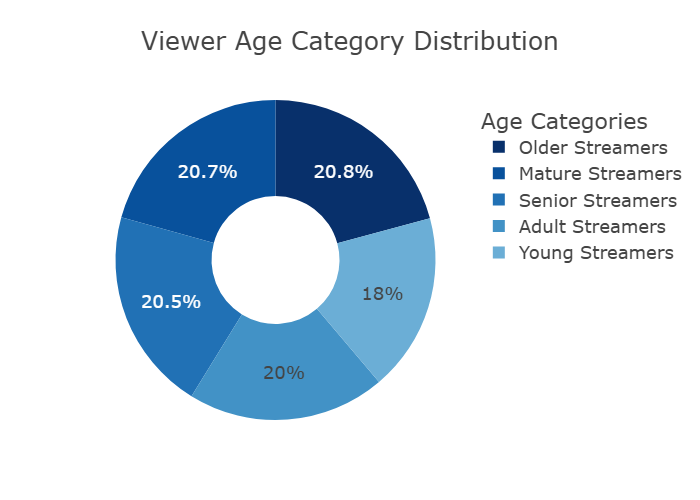 Viewer Age Category Distribution
20.7%
20.8%
20.5%
18%
20%
Age Categories
Older Streamers
Mature Streamers
Senior Streamers
Adult Streamers
Young Streamers